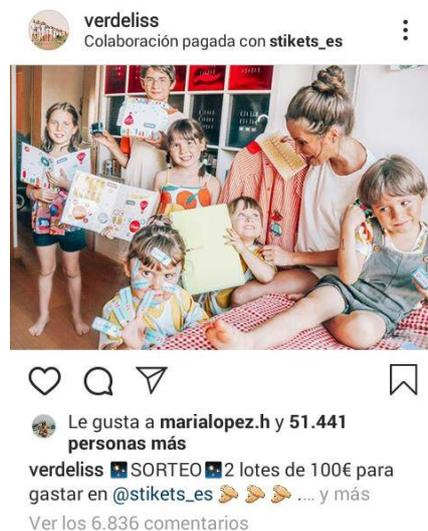 verdeliss
Colaboración pagada con stikets_es
Le gusta a marialopez.h y 51.441
personas más
verdeliss 🌃SORTEO🌃2 lotes de 100€ para
gastar en @stikets_es 🥟 🥟 🥟 .... y más
Ver los 6.836 comentarios